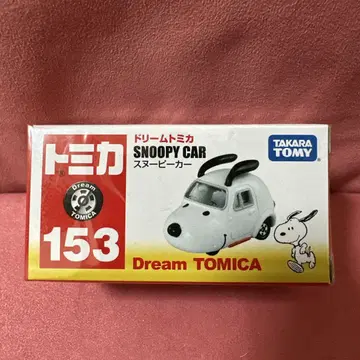 トミカ
Dream
TOMICA
153
ドリームトミカ
SNOOPY CAR
スヌーピーカー
TAKARA
TOMY
Dream TOMICA